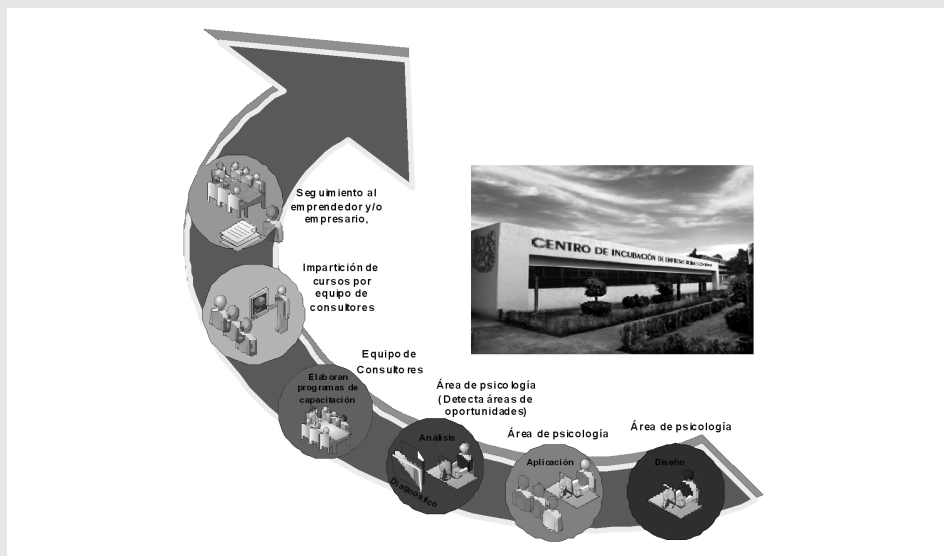 Seguimiento al
emprendedor y/o
empresario,
CENTRO DE INCUBACIÓN DE EMPRESAS
Impartición de
cursos por
equipo de
consultores
Equipo de
Consultores
Elaboran
programas de
capacitación
Área de psicología
(Detecta áreas de
oportunidades)
Análisis
Diagnóstico
Área de psicología
Aplicación
Área de psicología
Diseño